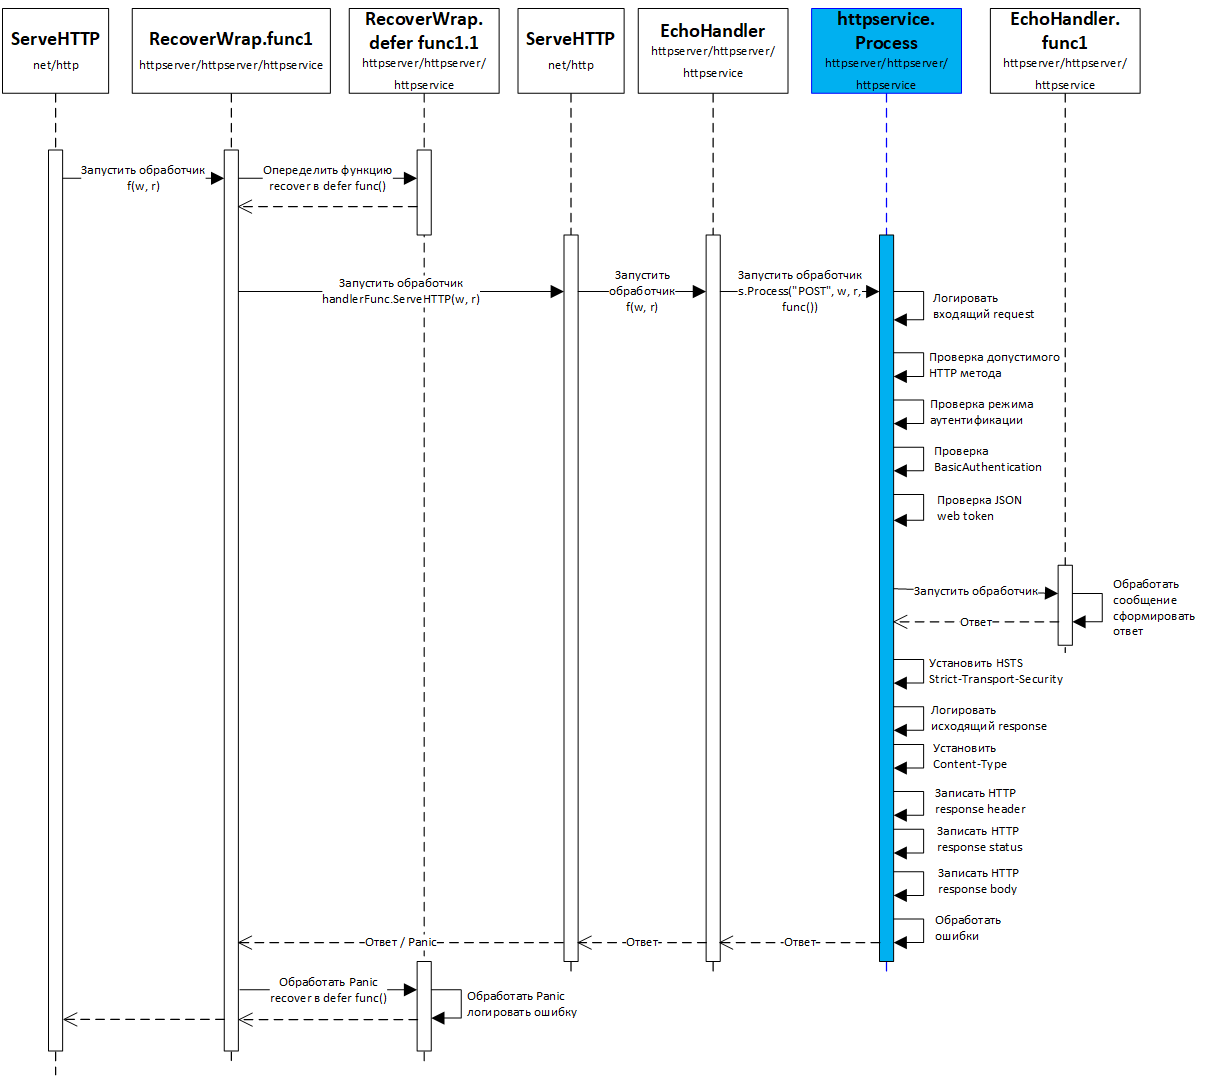 ServeHTTP
net/http
RecoverWrap.func1
httpserver/httpserver/httpservice
RecoverWrap.
defer func1.1
httpserver/httpserver/
httpservice
ServeHTTP
net/http
EchoHandler
httpserver/httpserver/
httpservice
httpservice.
Process
httpserver/httpserver/
httpservice
EchoHandler.
func1
httpserver/httpserver/
httpservice
Запустить обработчик
f(w, r)
Опеределить функцию
recover в defer func()
Запустить обработчик
handlerFunc.ServeHTTP(w, r)
Запустить
обработчик
f(w, r)
Запустить обработчик
s.Process("POST", w, r,
func())
Логировать
входящий request
Проверка допустимого
HTTP метода
Проверка режима
аутентификации
Проверка
BasicAuthentication
Проверка JSON
web token
Запустить обработчик
Обработать
сообщение
сформировать
ответ
Ответ
Установить HSTS
Strict-Transport-Security
Логировать
исходящий response
Установить
Content-Type
Записать HTTP
response header
Записать HTTP
response status
Записать HTTP
response body
Обработать
ошибки
Ответ / Panic
Ответ
Ответ
Обработать Panic
recover в defer func()
Обработать Panic
логировать ошибку